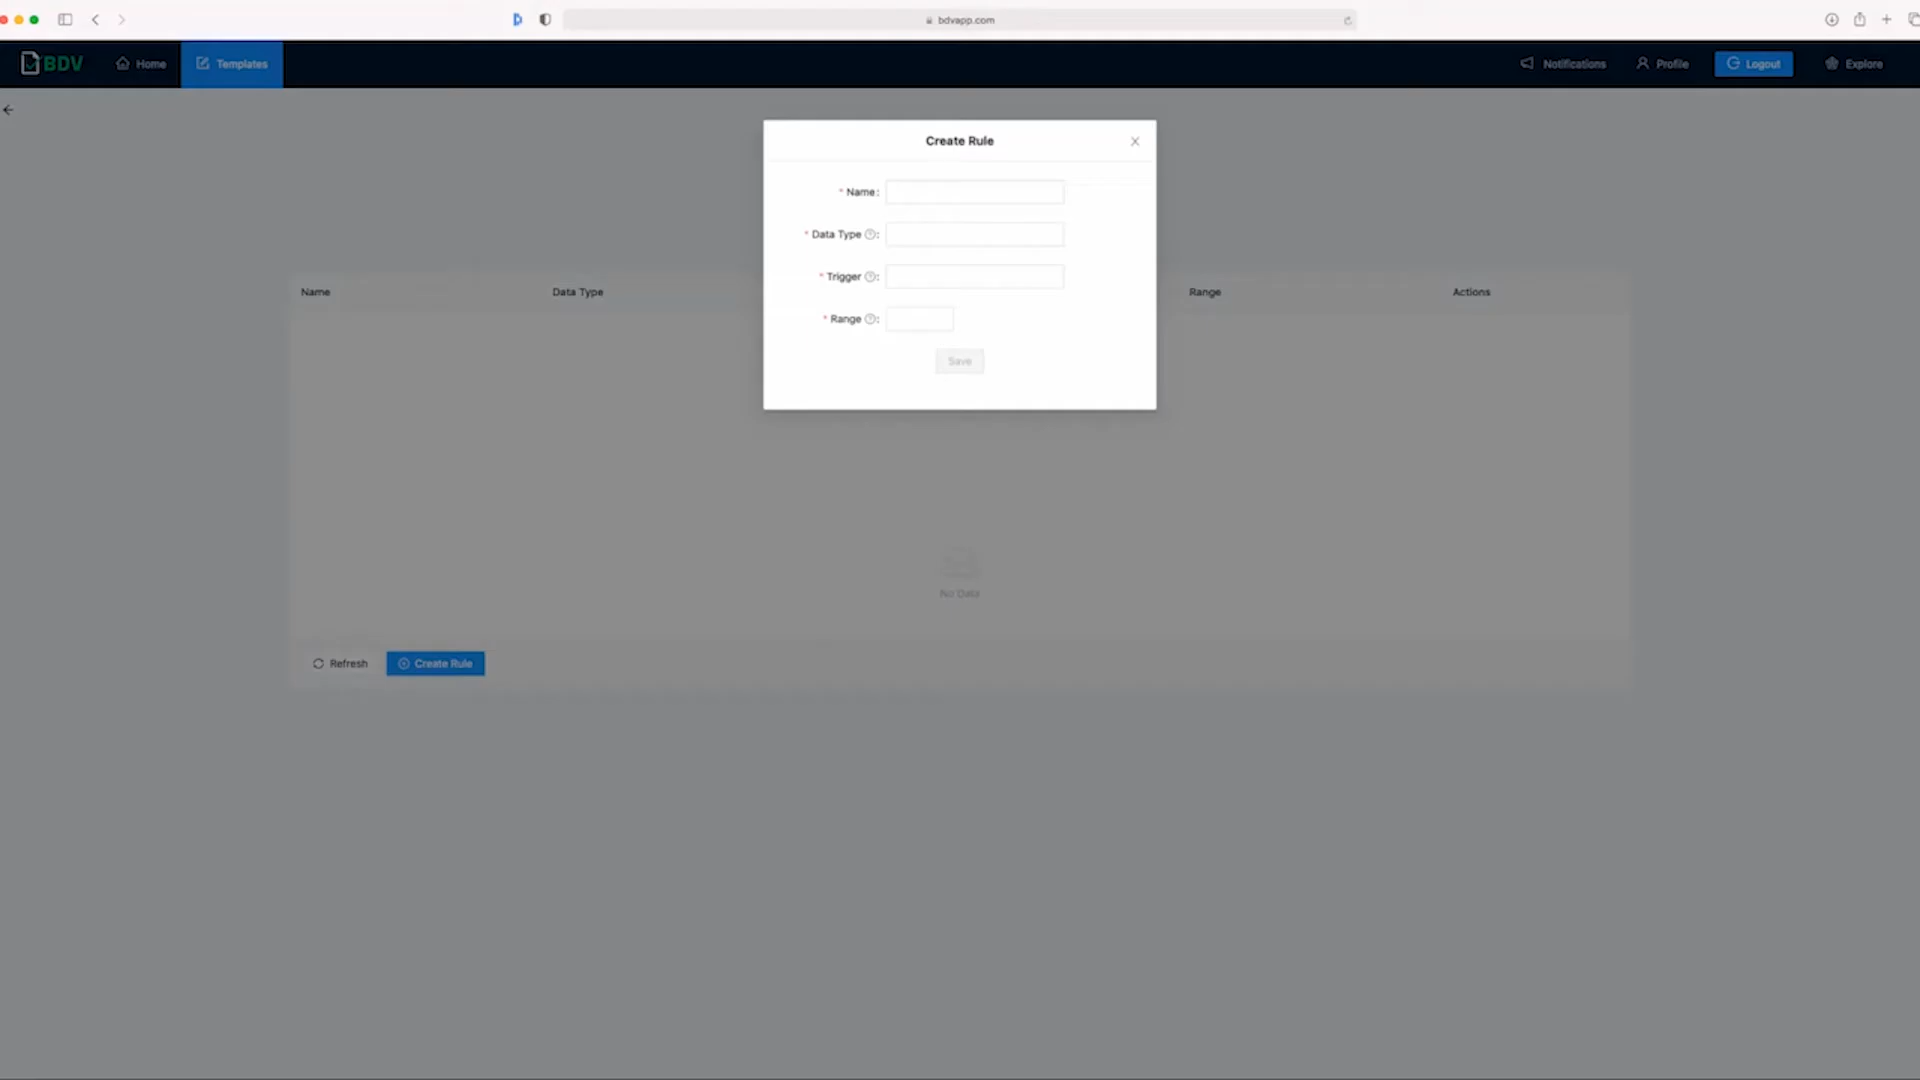 bdvapp.com
BDV
Home
Templates
Notifications
Profile
Logout
Explore
Create Rule
* Name:
* Data Type ?:
* Trigger ?:
* Range ?:
Save
Name
Data Type
Range
Actions
No Data
Refresh
Create Rule